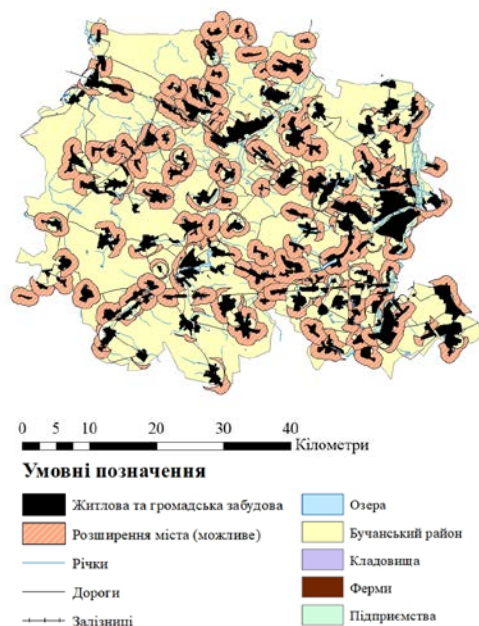 0 5 10 20 30 40
Кілометри
Умовні позначення
Житлова та громадська забудова
Розширення міста (можливе)
Річки
Дороги
Залізниці
Озера
Бучанський район
Кладовища
Ферми
Підприємства